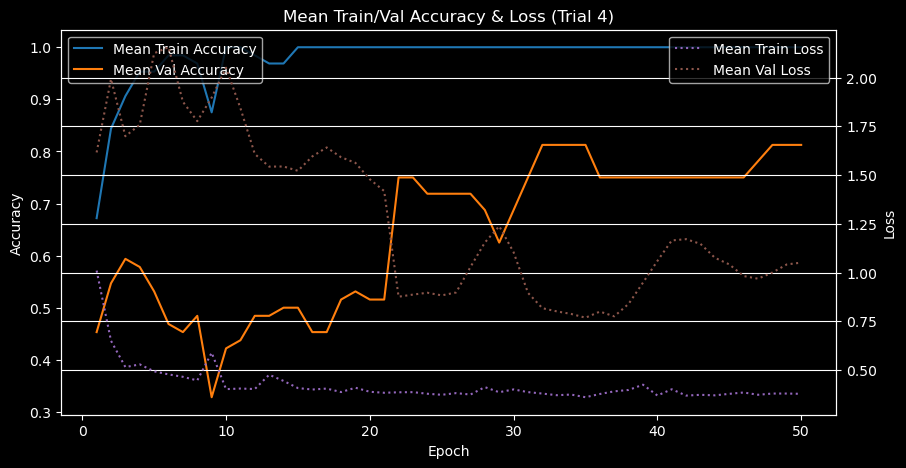 Mean Train/Val Accuracy & Loss (Trial 4)
Mean Train Accuracy
Mean Val Accuracy
Mean Train Loss
Mean Val Loss
1.0
0.9
0.8
0.7
0.6
0.5
0.4
0.3
Accuracy
2.00
1.75
1.50
1.25
1.00
0.75
0.50
Loss
0 10 20 30 40 50
Epoch